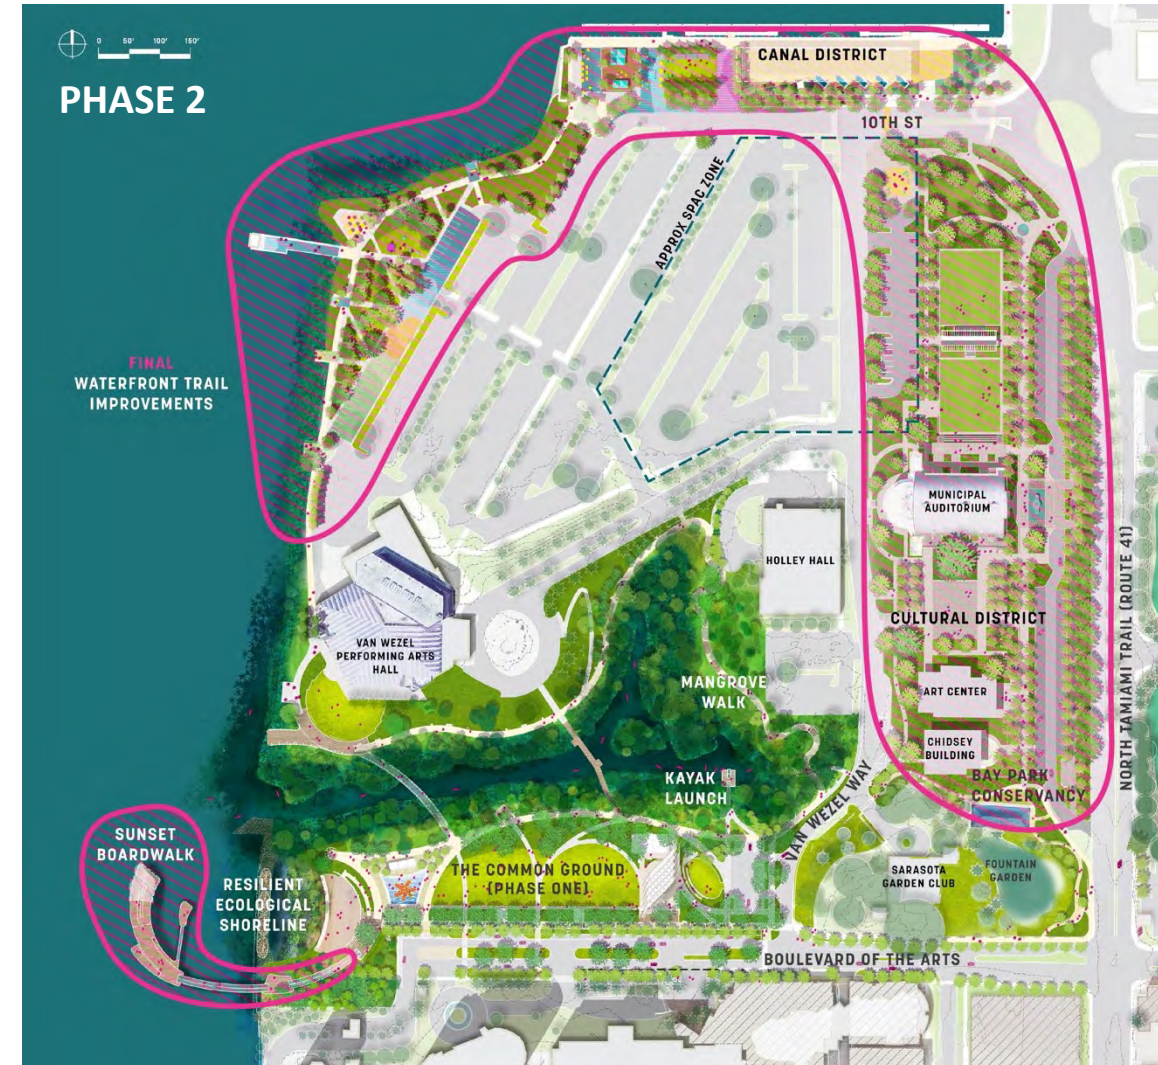 0 50' 100' 150'
PHASE 2
CANAL DISTRICT
10TH ST
APPROX SPAC ZONE
FINAL
WATERFRONT TRAIL
IMPROVEMENTS
MUNICIPAL
AUDITORIUM
HOLLEY HALL
NORTH TAMIAMI TRAIL (ROUTE 41)
CULTURAL DISTRICT
VAN WEZEL
PERFORMING ARTS
HALL
MANGROVE
WALK
ART CENTER
CHIDSEY
BUILDING
KAYAK
LAUNCH
BAY PARK
CONSERVANCY
VAN WEZEL WAY
SUNSET
BOARDWALK
RESILIENT
ECOLOGICAL
SHORELINE
THE COMMON GROUND
(PHASE ONE)
SARASOTA
GARDEN CLUB
FOUNTAIN
GARDEN
BOULEVARD OF THE ARTS